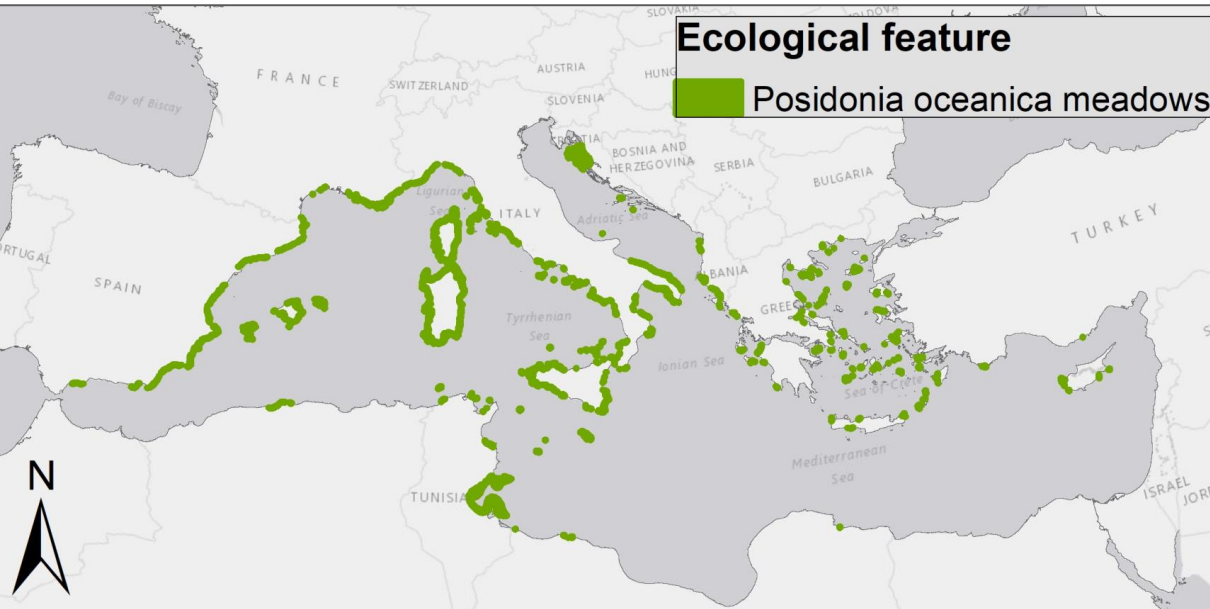 Ecological feature
Posidonia oceanica meadows
SLOVAKIA
FRANCE
SWITZERLAND
AUSTRIA
HUNG
SLOVENIA
Bay of Biscay
BOSNIA AND
HERZEGOVINA
SERBIA
BULGARIA
Ligurian
ITALY
Adriatic Sea
TURKEY
SPAIN
Tyrrhenian
Sea
Ionian Sea
Sea of Crete
Mediterranean
Sea
N
TUNISIA
ISRAEL